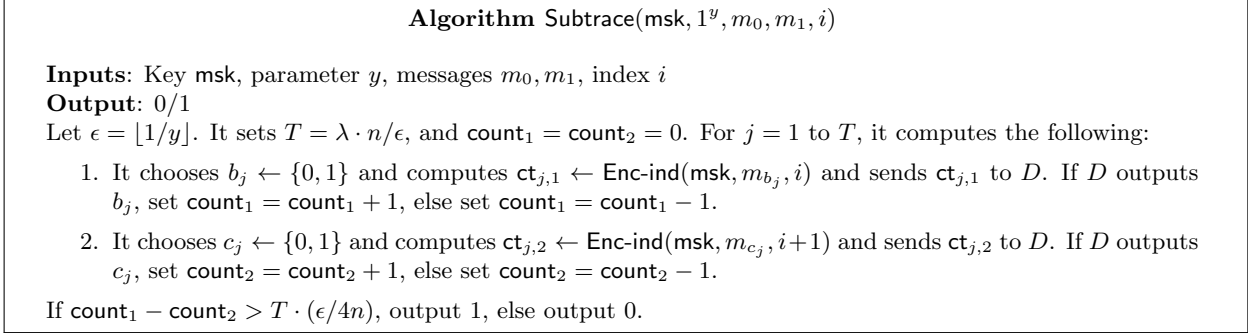 Algorithm Subtrace(msk, 1^y, m_0, m_1, i)
Inputs: Key msk, parameter y, messages m_0, m_1, index i
Output: 0/1
Let ϵ = ⌊1/y⌋. It sets T = λ · n/ϵ, and count_1 = count_2 = 0. For j = 1 to T, it computes the following:
1. It chooses b_j ← {0, 1} and computes ct_{j,1} ← Enc-ind(msk, m_{b_j}, i) and sends ct_{j,1} to D. If D outputs
b_j, set count_1 = count_1 + 1, else set count_1 = count_1 − 1.
2. It chooses c_j ← {0, 1} and computes ct_{j,2} ← Enc-ind(msk, m_{c_j}, i+1) and sends ct_{j,2} to D. If D outputs
c_j, set count_2 = count_2 + 1, else set count_2 = count_2 − 1.
If count_1 − count_2 > T · (ϵ/4n), output 1, else output 0.